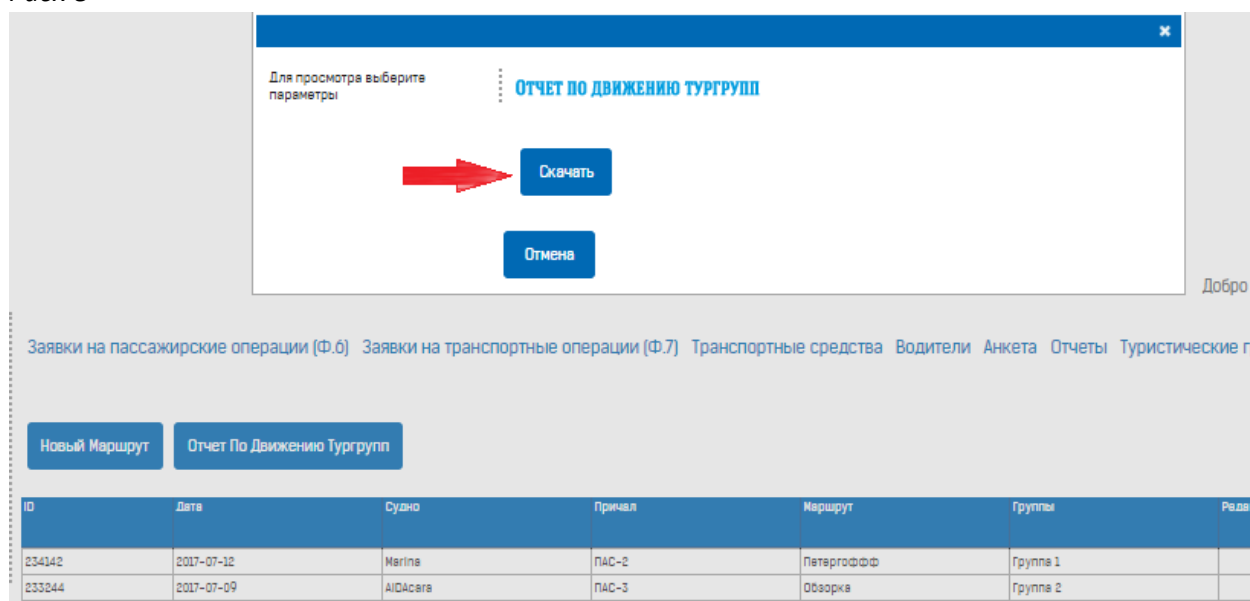 Для просмотра выберите
параметры
ОТЧЕТ ПО ДВИЖЕНИЮ ТУРГРУПП
Скачать
Отмена
Добро
Заявки на пассажирские операции (Ф.6) Заявки на транспортные операции (Ф.7) Транспортные средства Водители Анкета Отчеты Туристические г
Новый Маршрут Отчет По Движению Тургрупп
ID Дата Судно Причал Маршрут Группы
234142 2017-07-12 Marina ПАС-2 Петергоффф Группа 1
233244 2017-07-09 AIDAcara ПАС-3 Обзорка Группа 2